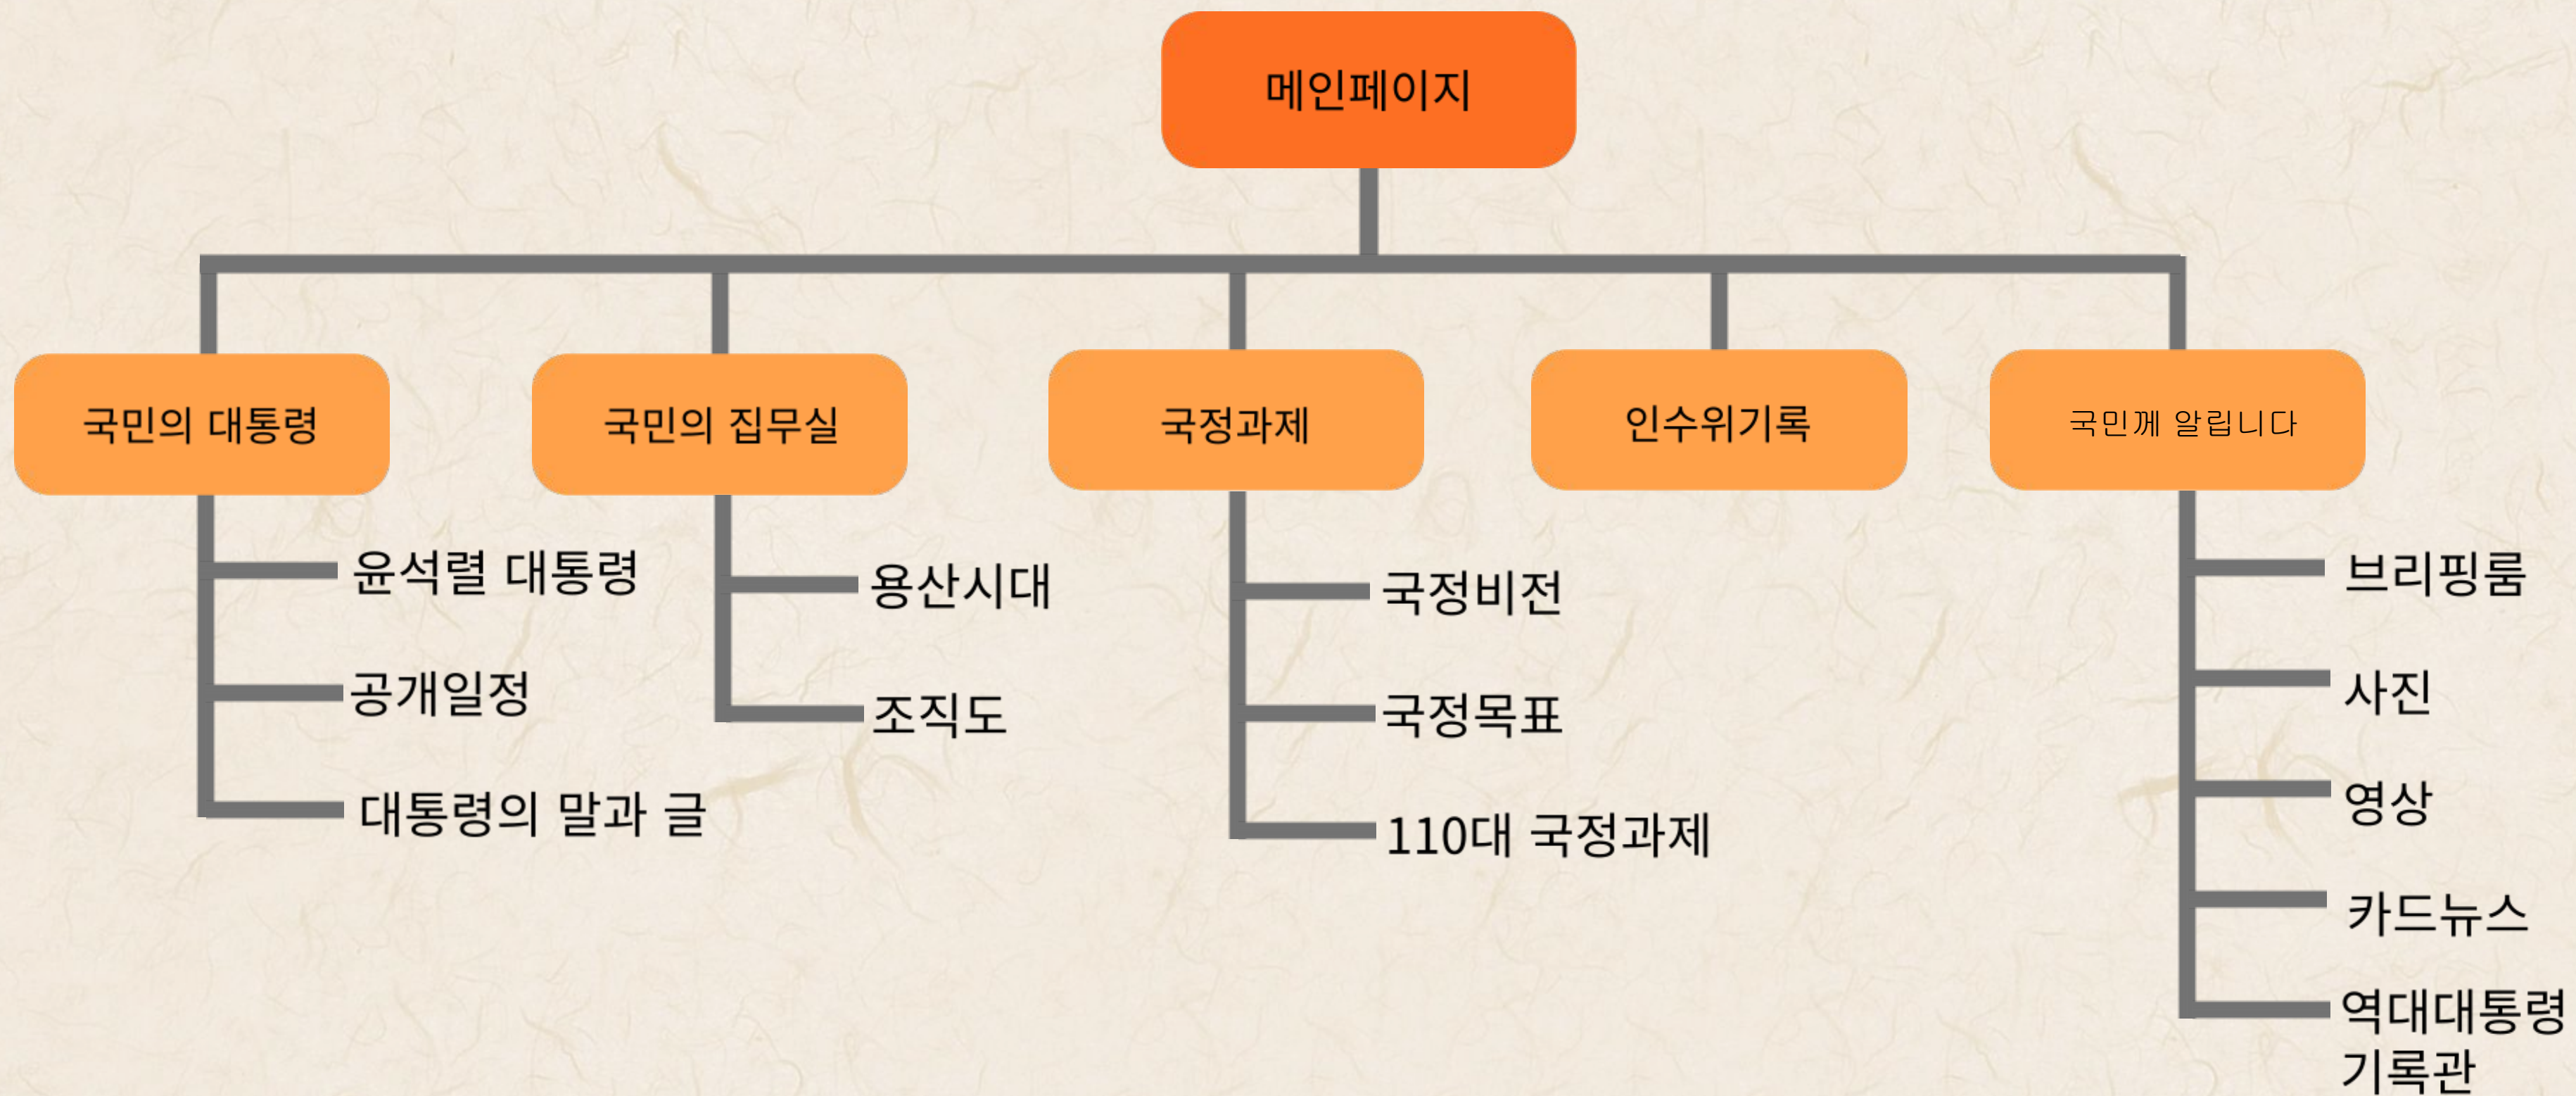 메인페이지
국민의 대통령
국민의 집무실
국정과제
인수위기록
국민께 알립니다
윤석렬 대통령
공개일정
대통령의 말과 글
용산시대
조직도
국정비전
국정목표
110대 국정과제
브리핑룸
사진
영상
카드뉴스
역대대통령
기록관